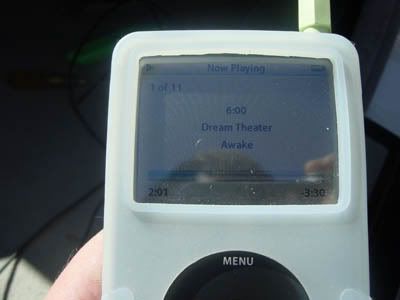 Now Playing
1 of 11
6:00
Dream Theater
Awake
2:01 -3:30
MENU